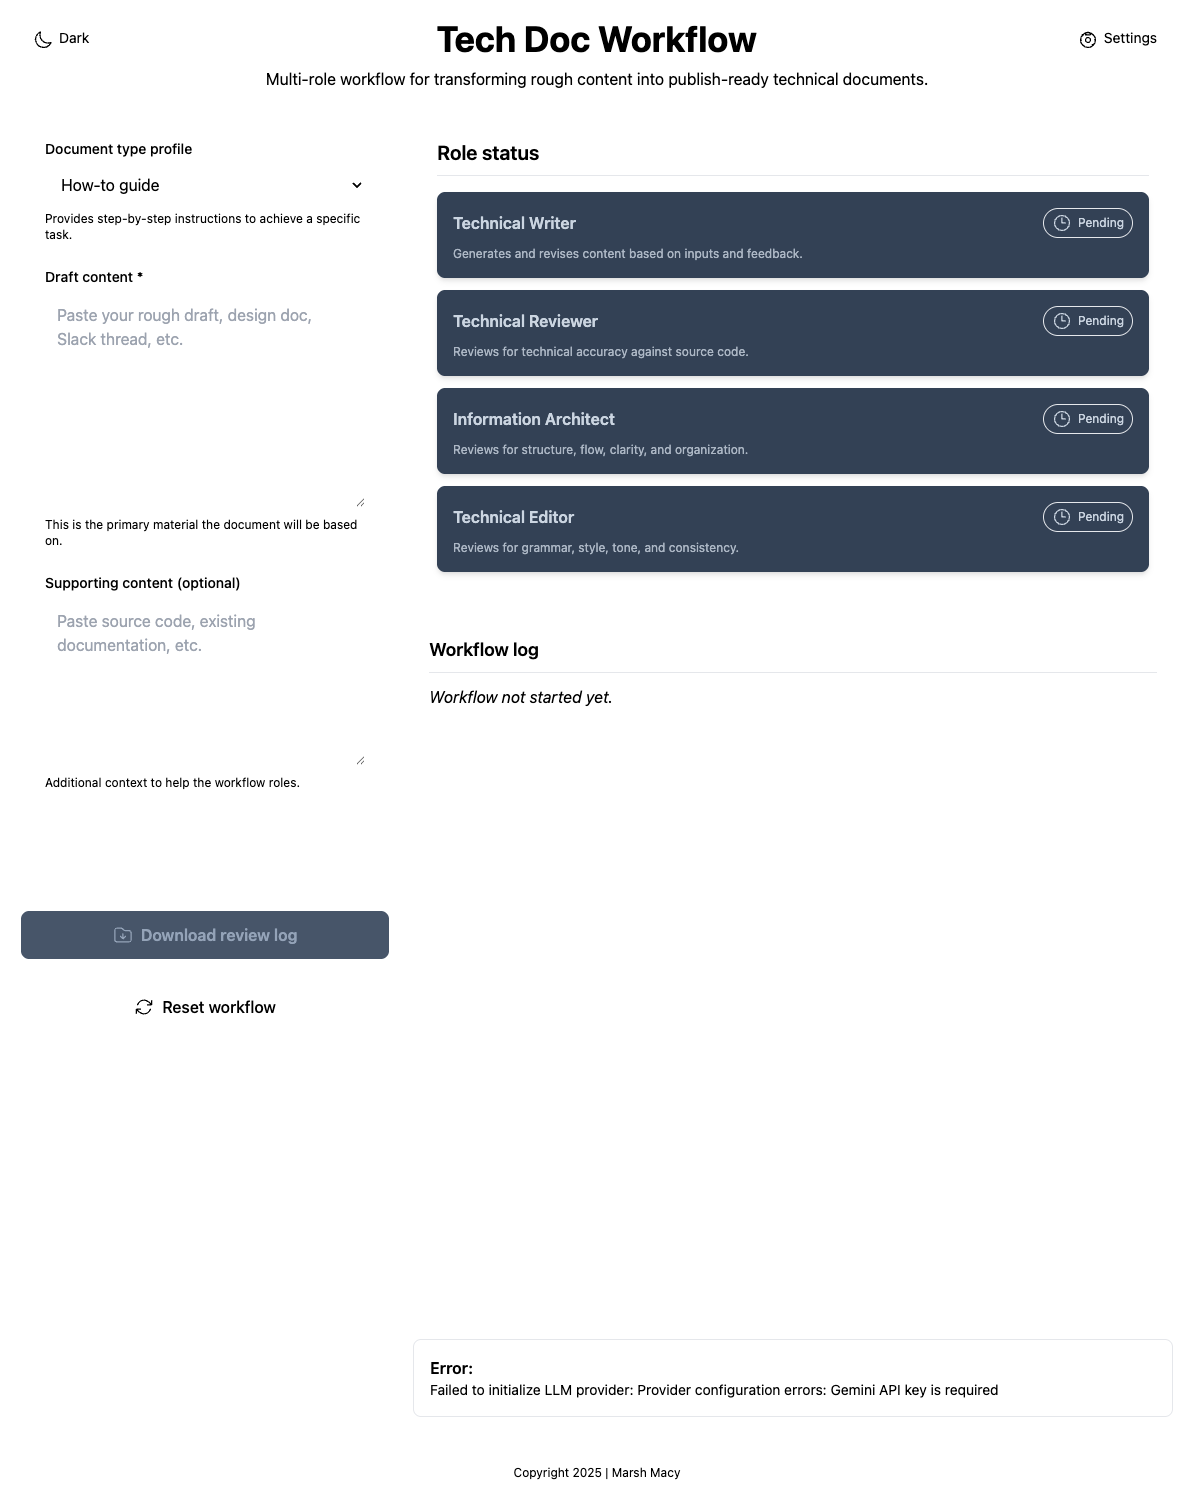 Dark
Tech Doc Workflow
Settings
Multi-role workflow for transforming rough content into publish-ready technical documents.
Document type profile
How-to guide
Provides step-by-step instructions to achieve a specific
task.
Draft content *
Paste your rough draft, design doc,
Slack thread, etc.
This is the primary material the document will be based
on.
Supporting content (optional)
Paste source code, existing
documentation, etc.
Additional context to help the workflow roles.
Download review log
Reset workflow
Role status
Technical Writer
Pending
Generates and revises content based on inputs and feedback.
Technical Reviewer
Pending
Reviews for technical accuracy against source code.
Information Architect
Pending
Reviews for structure, flow, clarity, and organization.
Technical Editor
Pending
Reviews for grammar, style, tone, and consistency.
Workflow log
Workflow not started yet.
Error:
Failed to initialize LLM provider: Provider configuration errors: Gemini API key is required
Copyright 2025 | Marsh Macy